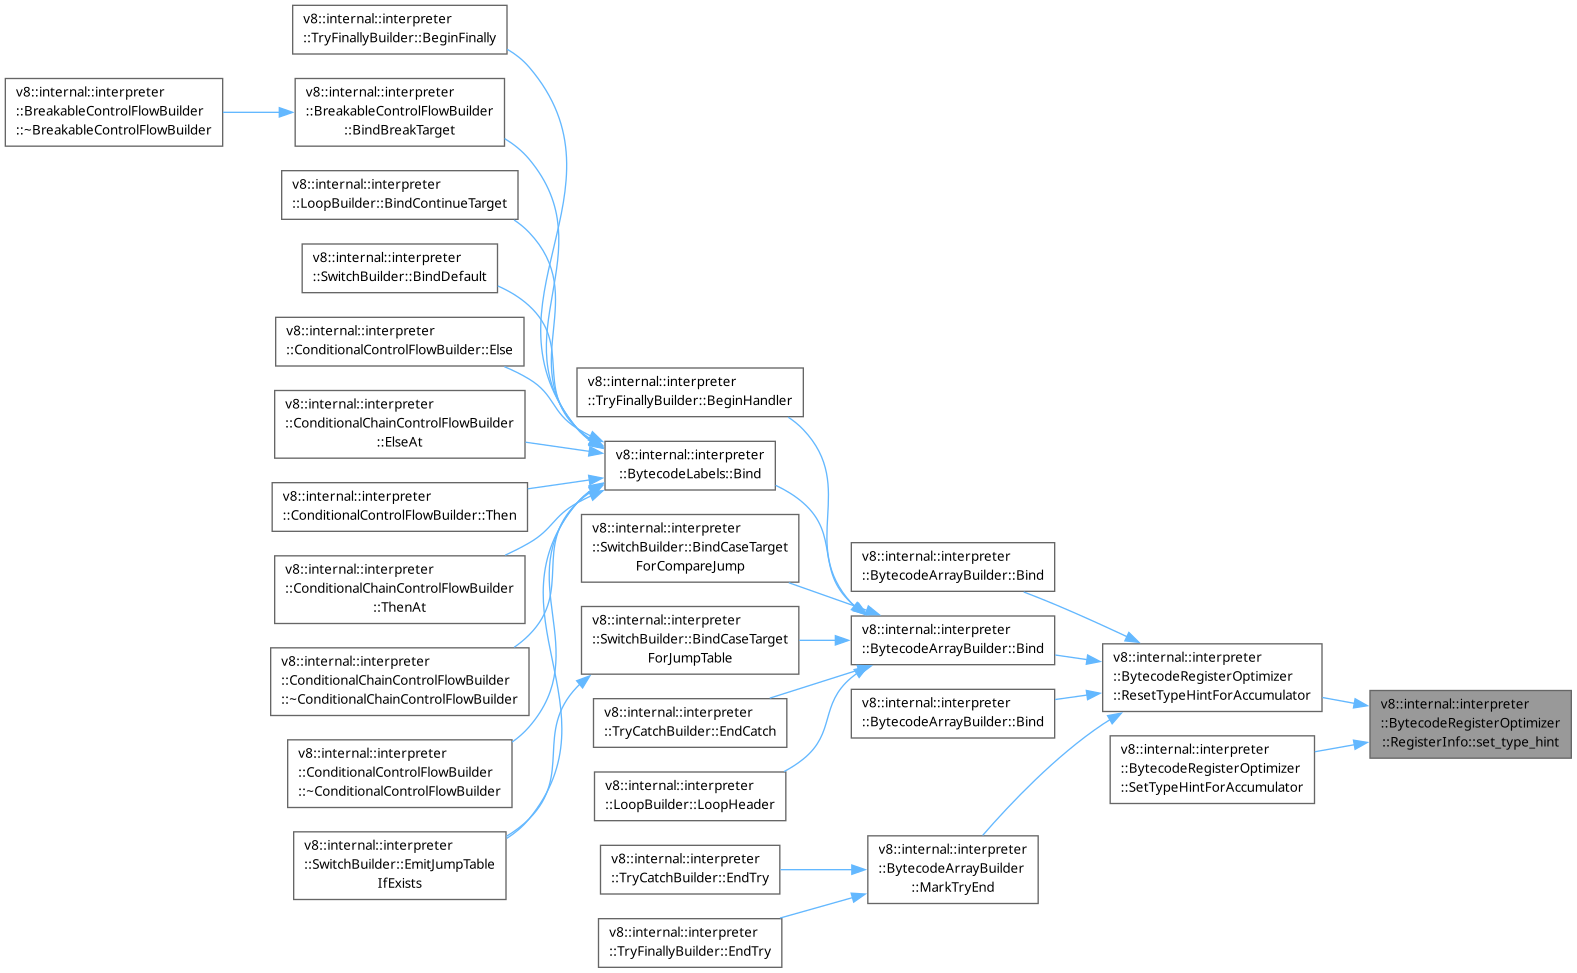 v8::internal::interpreter
::TryFinallyBuilder::BeginFinally
v8::internal::interpreter
::BreakableControlFlowBuilder
::~BreakableControlFlowBuilder
v8::internal::interpreter
::BreakableControlFlowBuilder
::BindBreakTarget
v8::internal::interpreter
::LoopBuilder::BindContinueTarget
v8::internal::interpreter
::SwitchBuilder::BindDefault
v8::internal::interpreter
::ConditionalControlFlowBuilder::Else
v8::internal::interpreter
::ConditionalChainControlFlowBuilder
::ElseAt
v8::internal::interpreter
::ConditionalControlFlowBuilder::Then
v8::internal::interpreter
::ConditionalChainControlFlowBuilder
::ThenAt
v8::internal::interpreter
::ConditionalChainControlFlowBuilder
::~ConditionalChainControlFlowBuilder
v8::internal::interpreter
::ConditionalControlFlowBuilder
::~ConditionalControlFlowBuilder
v8::internal::interpreter
::SwitchBuilder::EmitJumpTable
IfExists
v8::internal::interpreter
::TryFinallyBuilder::BeginHandler
v8::internal::interpreter
::BytecodeLabels::Bind
v8::internal::interpreter
::SwitchBuilder::BindCaseTarget
ForCompareJump
v8::internal::interpreter
::SwitchBuilder::BindCaseTarget
ForJumpTable
v8::internal::interpreter
::TryCatchBuilder::EndCatch
v8::internal::interpreter
::LoopBuilder::LoopHeader
v8::internal::interpreter
::TryCatchBuilder::EndTry
v8::internal::interpreter
::TryFinallyBuilder::EndTry
v8::internal::interpreter
::BytecodeArrayBuilder::Bind
v8::internal::interpreter
::BytecodeArrayBuilder::Bind
v8::internal::interpreter
::BytecodeArrayBuilder::Bind
v8::internal::interpreter
::BytecodeArrayBuilder
::MarkTryEnd
v8::internal::interpreter
::BytecodeRegisterOptimizer
::ResetTypeHintForAccumulator
v8::internal::interpreter
::BytecodeRegisterOptimizer
::SetTypeHintForAccumulator
v8::internal::interpreter
::BytecodeRegisterOptimizer
::RegisterInfo::set_type_hint